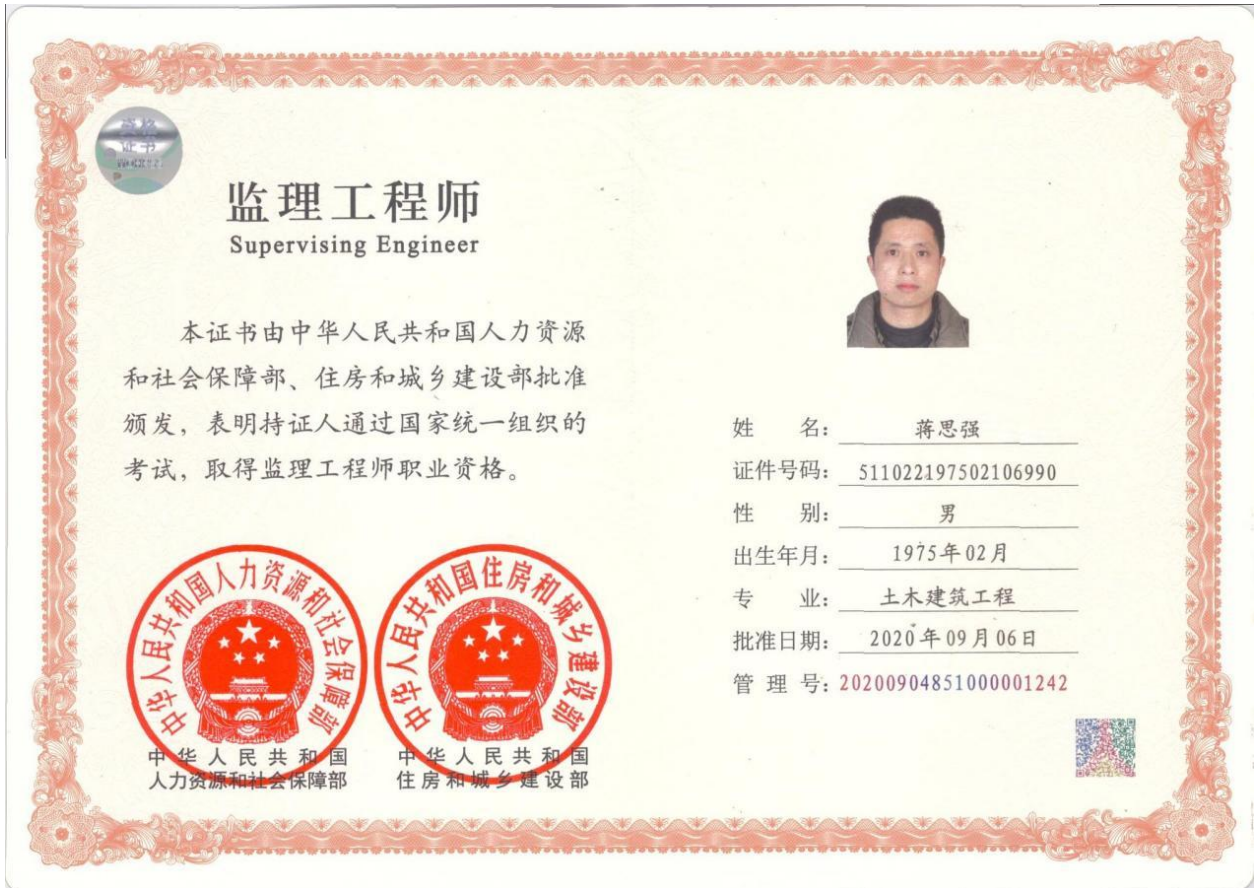 资格
证书
监理工程师
Supervising Engineer
本证书由中华人民共和国人力资源
和社会保障部、住房和城乡建设部批准
颁发，表明持证人通过国家统一组织的
考试，取得监理工程师职业资格。
中华人民共和国人力资源和社会保障部
中华人民共和国
人力资源和社会保障部
中华人民共和国住房和城乡建设部
中华人民共和国
住房和城乡建设部
姓名：蒋思强
证件号码：511022197502106990
性别：男
出生年月：1975年02月
专业：土木建筑工程
批准日期：2020年09月06日
管理号：20200904851000001242